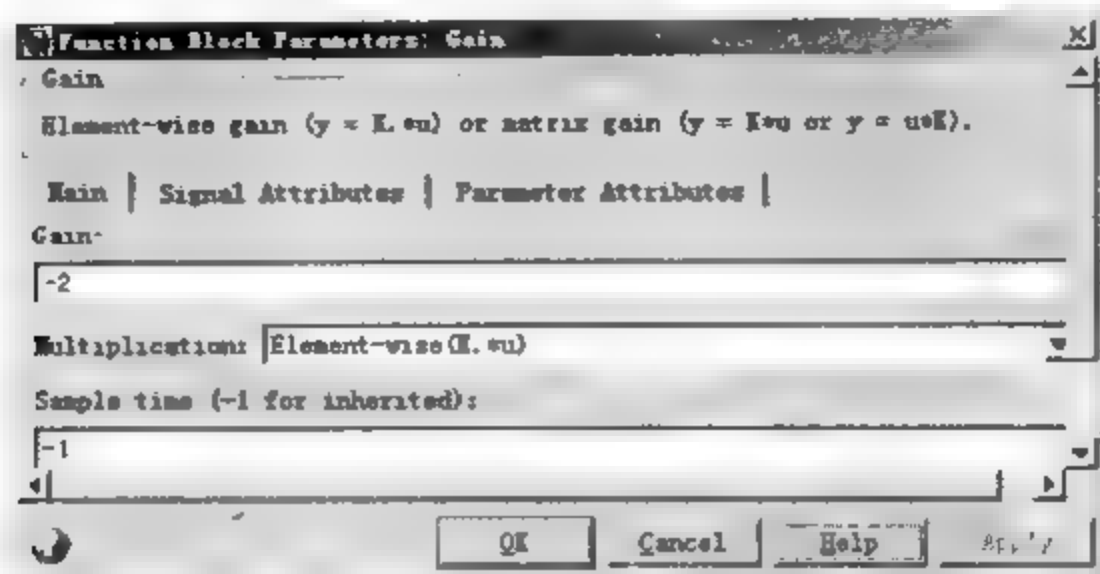 Function Block Parameters: Gain
Gain
Element-wise gain (y = K.*u) or matrix gain (y = K*u or y = u*K).
Main | Signal Attributes | Parameter Attributes |
Gain:
-2
Multiplication: Element-wise(K.*u)
Sample time (-1 for inherited):
-1
OK Cancel Help Apply